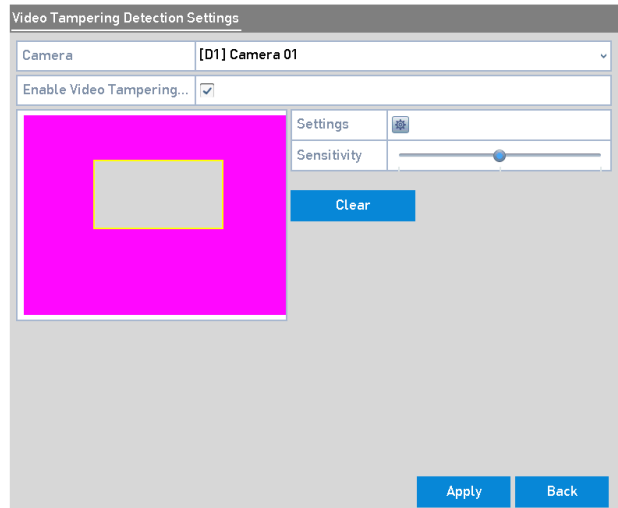 Video Tampering Detection Settings
Camera [D1] Camera 01
Enable Video Tampering...
Settings
Sensitivity
Clear
Apply Back